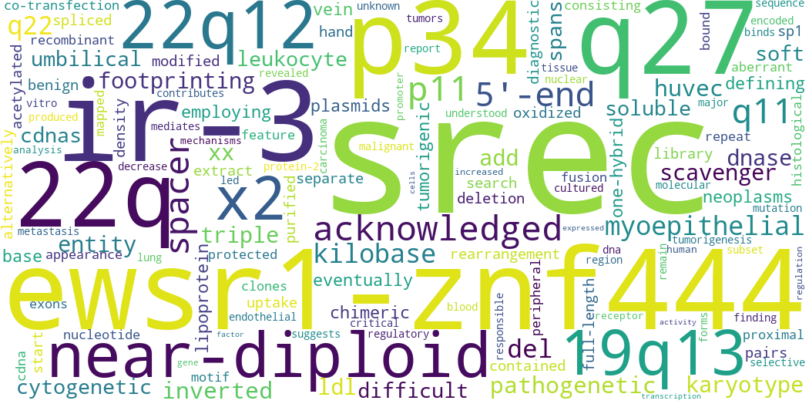 co-transfection
q22
spliced
22q12
vein
unknown
tumors
p34
diagnostic
spans
consisting
q27
bound
sequence
encoded
binds
sp1
recombinant
hand
report
tissue
aberrant
umbilical
modified
leukocyte
nuclear
soft
acetylated
benign
footprinting
revealed
promoter
p11
5'-end
huvec
defining
vitro
contributes
plasmids
oxidized
soluble
major
q11
histological
produced
mapped
density
ir-3
employing
cdnas
mediates
feature
carcinoma
tumorigenic
understood
srec
one-hybrid
repeat
analysis
mechanisms
malignant
library
dnase
alternatively
decrease
spacer
xx
protein-2
add
extract
led
purified
separate
search
fusion
scavenger
increased
deletion
cultured
molecular
neoplasms
22q
x2
cells
mutation
metastasis
triple
acknowledged
expressed
myoepithelial
entity
kilobase
rearrangement
dna
tumorigenesis
base
appearance
lung
lipoprotein
protected
eventually
peripheral
region
human
remain
subset
regulation
ewsr1-znf444
exons
clones
uptake
chimeric
blood
responsible
full-length
receptor
forms
finding
start
endothelial
critical
activity
nucleotide
factor
suggests
regulatory
proximal
near-diploid
del
19q13
pairs
cdna
motif
gene
contained
selective
cytogenetic
inverted
ldl
difficult
pathogenetic
karyotype
transcription